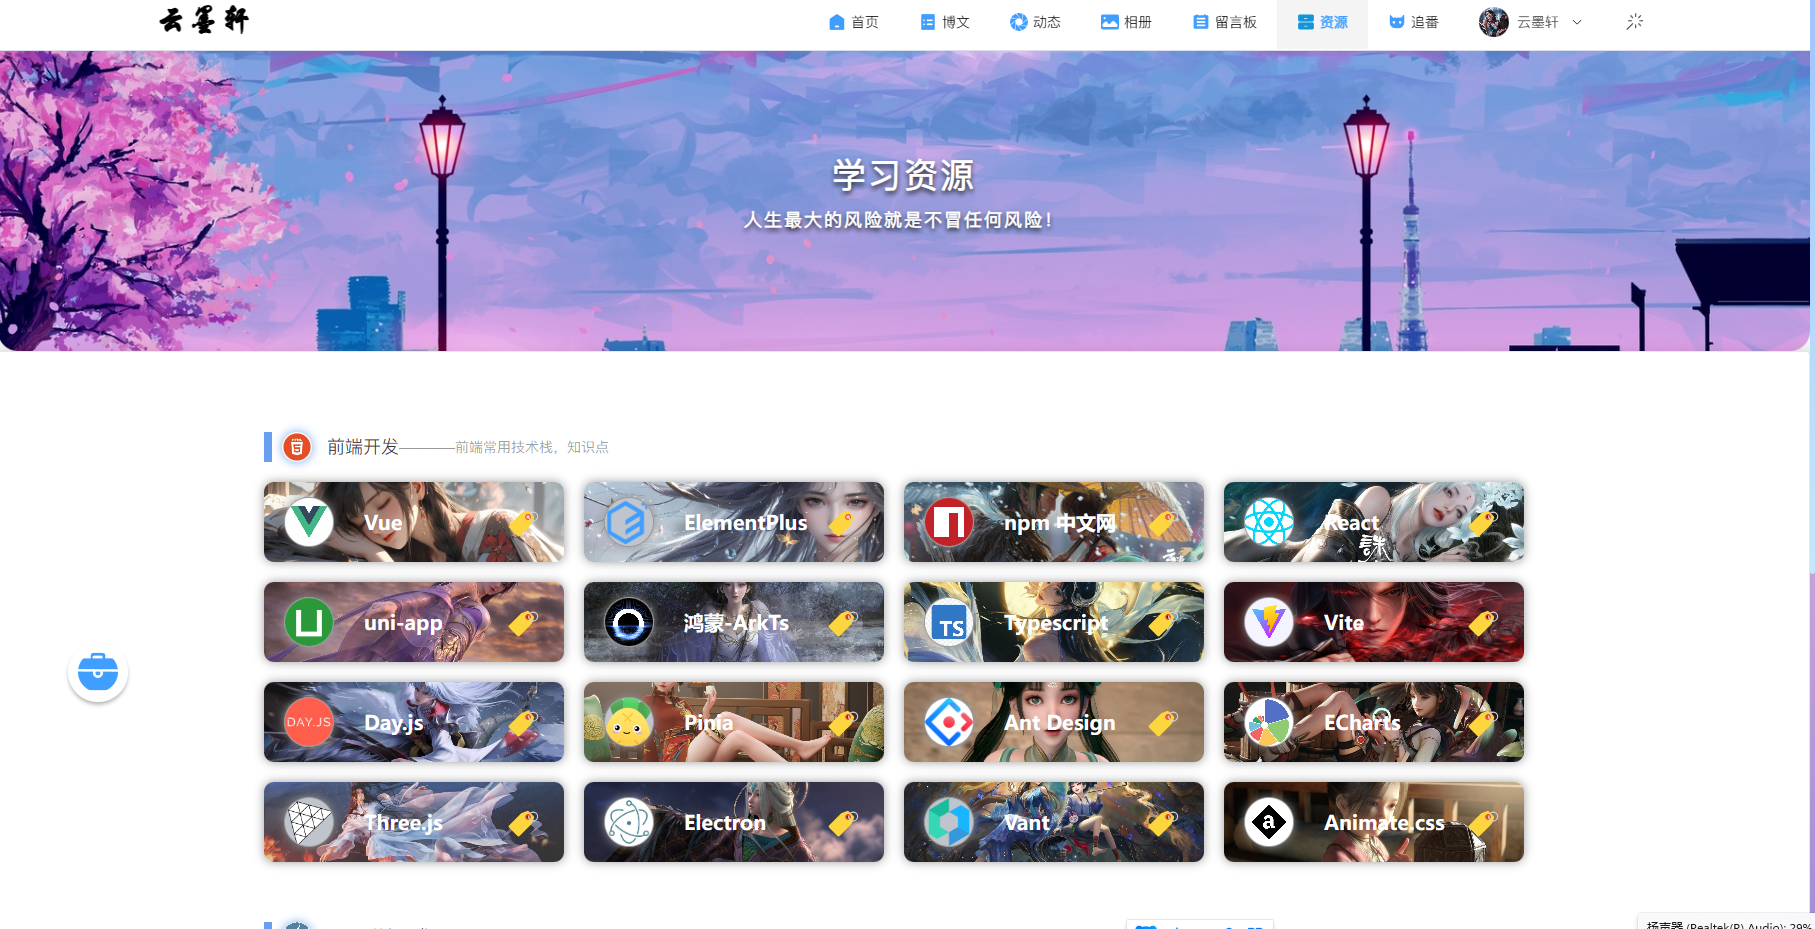 云墨轩
首页
博文
动态
相册
留言板
资源
追番
云墨轩
学习资源
人生最大的风险就是不冒任何风险！
前端开发————前端常用技术栈，知识点
Vue
ElementPlus
npm 中文网
React
誅
uni-app
鸿蒙-ArkTs
TS
Typescript
Vite
DAY.JS
Day.js
Pinia
Ant Design
ECharts
Three.js
Electron
Vant
a
Animate.css
扬声器 (Realtek(R) Audio): 29%